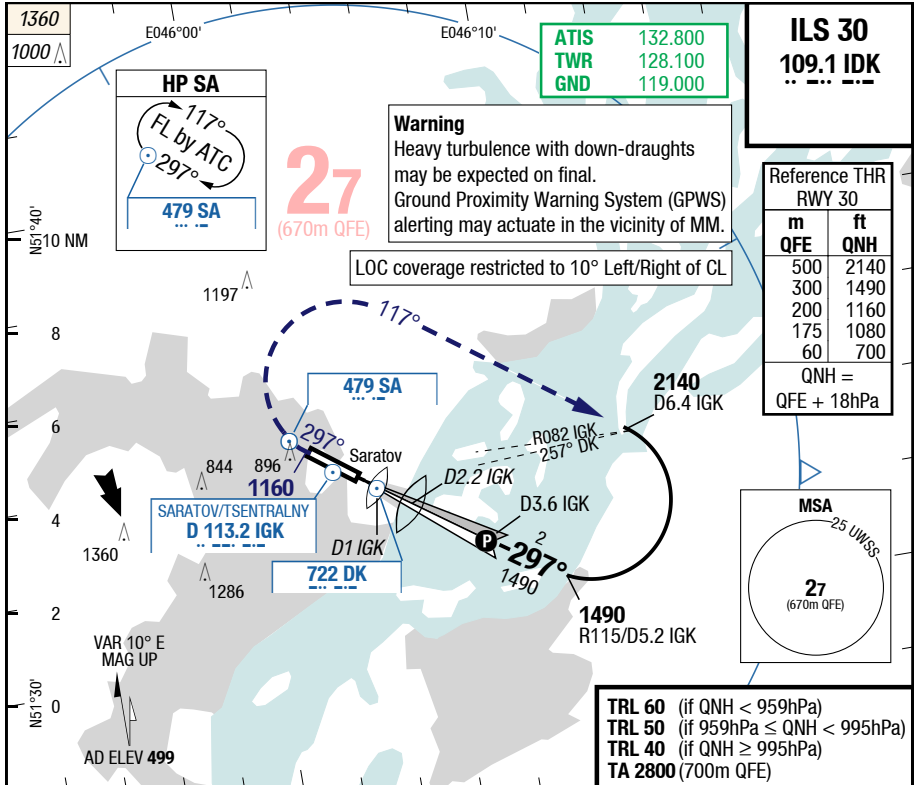 1360
1000
E046°00'
E046°10'
ATIS 132.800
TWR 128.100
GND 119.000
ILS 30
109.1 IDK
HP SA
117°
FL by ATC
297°
479 SA
27
(670m QFE)
Warning
Heavy turbulence with down-draughts
may be expected on final.
Ground Proximity Warning System (GPWS)
alerting may actuate in the vicinity of MM.
LOC coverage restricted to 10° Left/Right of CL
Reference THR
RWY 30
m ft
QFE QNH
500 2140
300 1490
200 1160
175 1080
60 700
QNH =
QFE + 18hPa
N51°40'
10 NM
1197
8
117°
479 SA
2140
D6.4 IGK
6
297°
R082 IGK
257° DK
896
Saratov
844
1160
D2.2 IGK
SARATOV/TSENTRALNY
D 113.2 IGK
D3.6 IGK
4
1360
D1 IGK
P
2
297°
1490
722 DK
1286
1490
R115/D5.2 IGK
2
MSA
25 UWSS
27
(670m QFE)
VAR 10° E
MAG UP
N51°30'
0
AD ELEV 499
TRL 60 (if QNH < 959hPa)
TRL 50 (if 959hPa ≤ QNH < 995hPa)
TRL 40 (if QNH ≥ 995hPa)
TA 2800 (700m QFE)